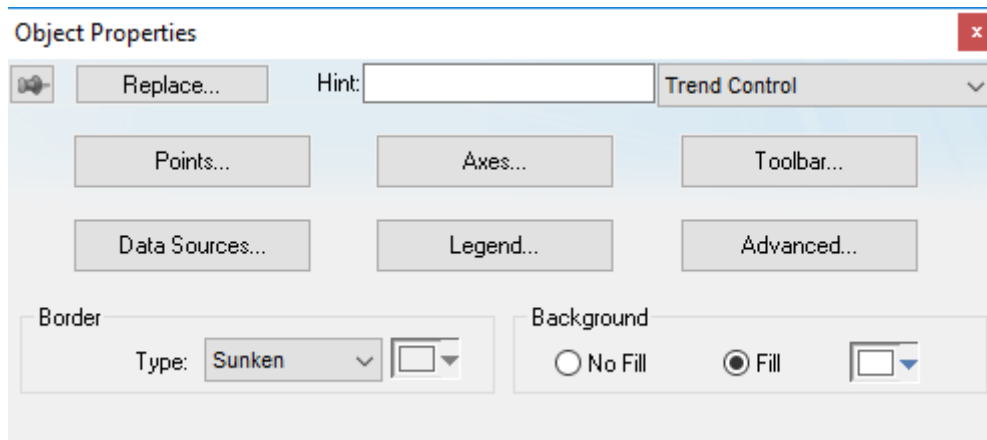 Object Properties
x
Replace... Hint: Trend Control
Points... Axes... Toolbar...
Data Sources... Legend... Advanced...
Border Background
Type: Sunken No Fill Fill